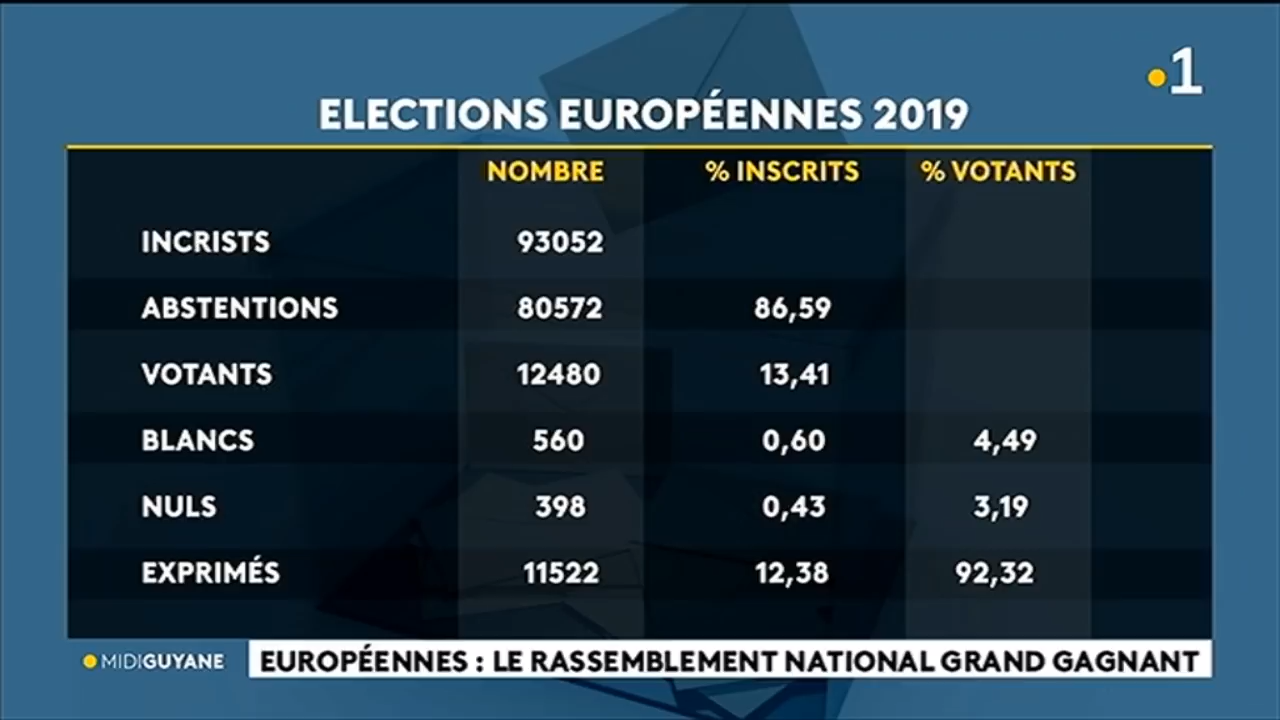 1
ELECTIONS EUROPÉENNES 2019
NOMBRE % INSCRITS % VOTANTS
INCRISTS 93052
ABSTENTIONS 80572 86,59
VOTANTS 12480 13,41
BLANCS 560 0,60 4,49
NULS 398 0,43 3,19
EXPRIMÉS 11522 12,38 92,32
MIDIGUYANE EUROPÉENNES : LE RASSEMBLEMENT NATIONAL GRAND GAGNANT